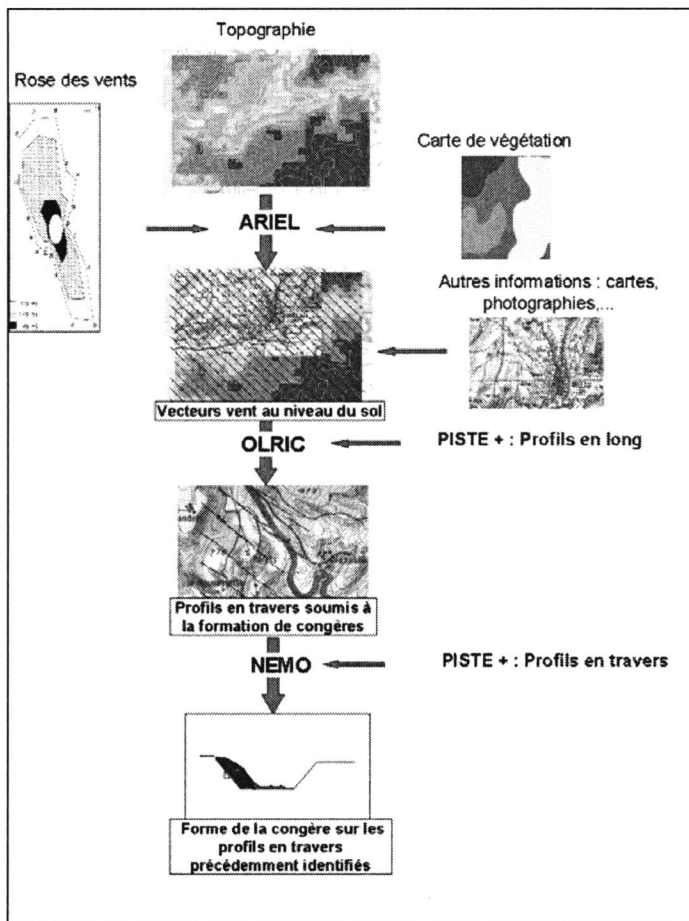 Topographie
Rose des vents
Carte de végétation
ARIEL
Autres informations : cartes,
photographies,...
Vecteurs vent au niveau du sol
OLRIC
PISTE + : Profils en long
Profils en travers soumis à
la formation de congères
NEMO
PISTE + : Profils en travers
Forme de la congère sur les
profils en travers
précédemment identifiés